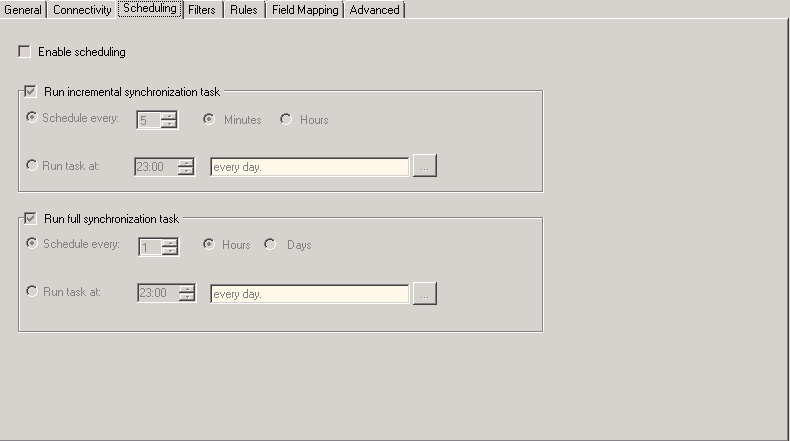 General Connectivity Scheduling Filters Rules Field Mapping Advanced
Enable scheduling
Run incremental synchronization task
Schedule every: 5 Minutes Hours
Run task at: 23:00 every day. ...
Run full synchronization task
Schedule every: 1 Hours Days
Run task at: 23:00 every day. ...